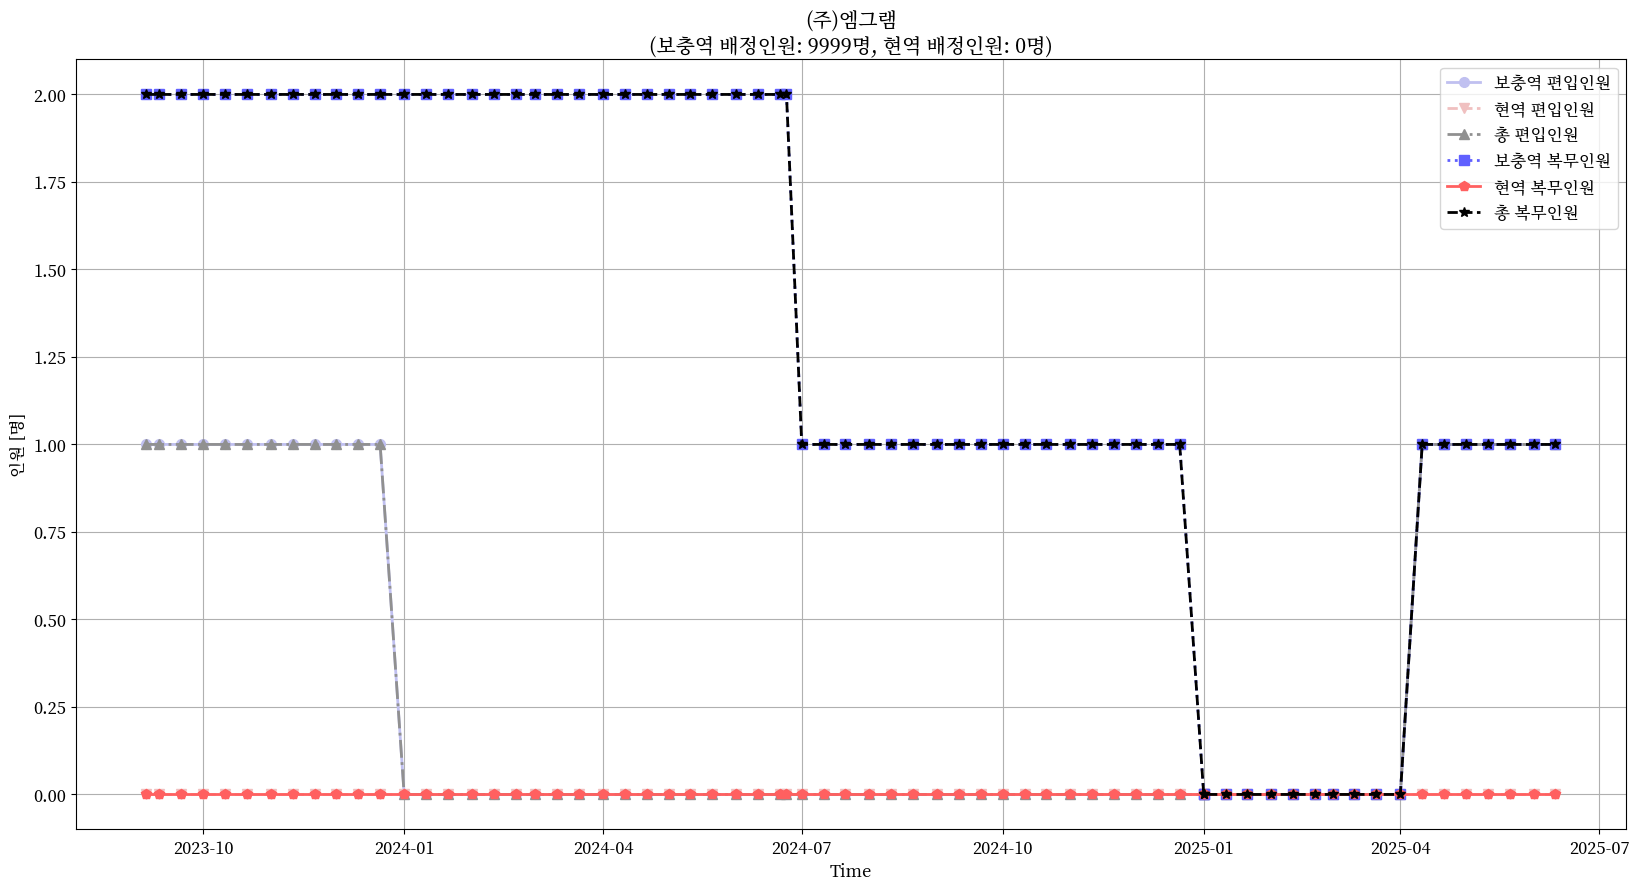 (주)엠그램
(보충역 배정인원: 9999명, 현역 배정인원: 0명)
보충역 편입인원
현역 편입인원
총 편입인원
보충역 복무인원
현역 복무인원
총 복무인원
2.00
1.75
1.50
1.25
1.00
0.75
0.50
0.25
0.00
인원 [명]
2023-10
2024-01
2024-04
2024-07
2024-10
2025-01
2025-04
2025-07
Time